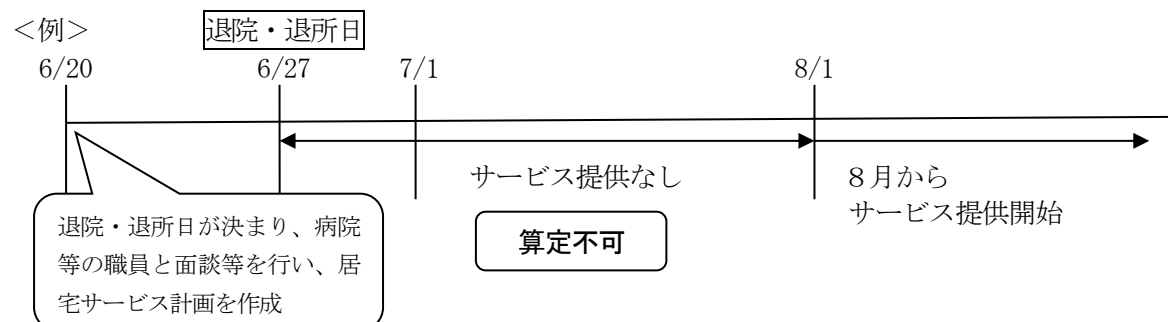 ＜例＞
退院・退所日
6/20
6/27
7/1
8/1
サービス提供なし
８月から
サービス提供開始
算定不可
退院・退所日が決まり、病院
等の職員と面談等を行い、居
宅サービス計画を作成